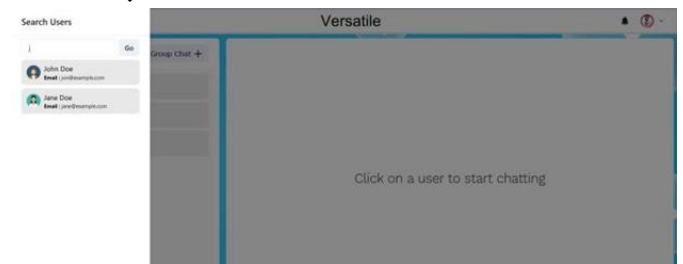 Search Users
Versatile
j
Go
Group Chat +
John Doe
Email : jon@example.com
Jane Doe
Email : jane@example.com
Click on a user to start chatting